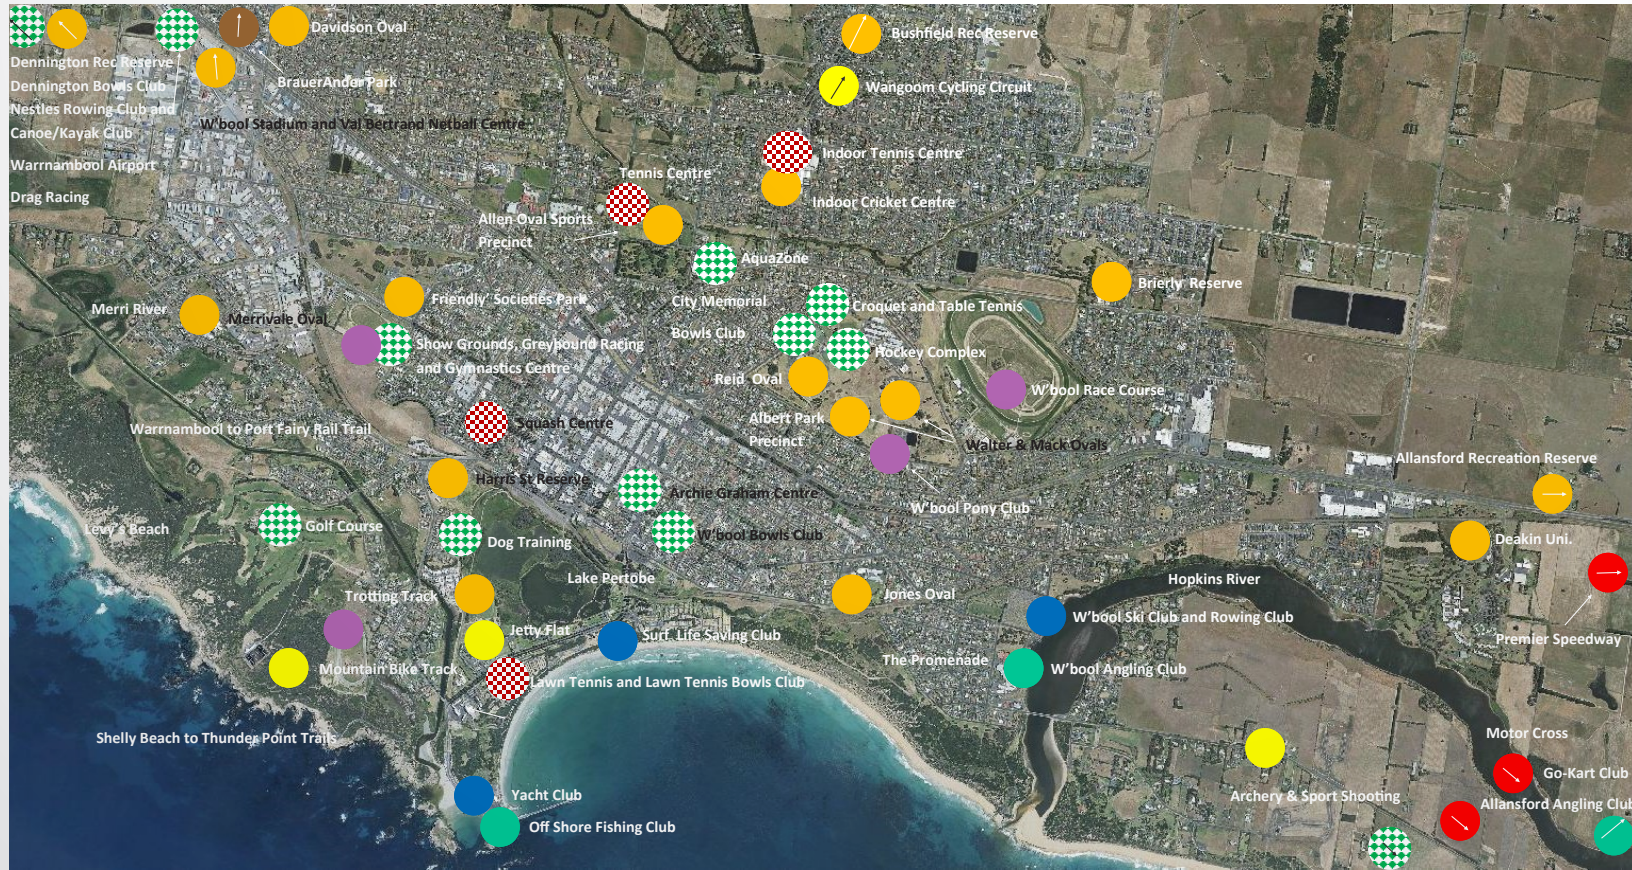 Davidson Oval
Bushfield Rec Reserve
Dennington Rec Reserve
Dennington Bowls Club
Nestles Rowing Club and
Canoe/Kayak Club
Warrnambool Airport
Drag Racing
BrauerAnder Park
Wangoom Cycling Circuit
W'bool Stadium and Val Bertrand Netball Centre
Indoor Tennis Centre
Tennis Centre
Indoor Cricket Centre
Allen Oval Sports
Precinct
AquaZone
Brierly Reserve
City Memorial
Bowls Club
Croquet and Table Tennis
Friendly' Societies Park
Merri River
Merrivale Oval
Show Grounds, Greyhound Racing
and Gymnastics Centre
Hockey Complex
Reid Oval
W'bool Race Course
Albert Park
Precinct
Squash Centre
Warrnambool to Port Fairy Rail Trail
Walter & Mack Ovals
Allansford Recreation Reserve
Harris St Reserve
Archie Graham Centre
W'bool Pony Club
Levy's Beach
Golf Course
Dog Training
W'bool Bowls Club
Deakin Uni.
Lake Pertobe
Hopkins River
Trotting Track
Jones Oval
W'bool Ski Club and Rowing Club
Jetty Flat
Surf Life Saving Club
Premier Speedway
The Promenade
Mountain Bike Track
W'bool Angling Club
Lawn Tennis and Lawn Tennis Bowls Club
Shelly Beach to Thunder Point Trails
Motor Cross
Go-Kart Club
Yacht Club
Archery & Sport Shooting
Allansford Angling Club
Off Shore Fishing Club